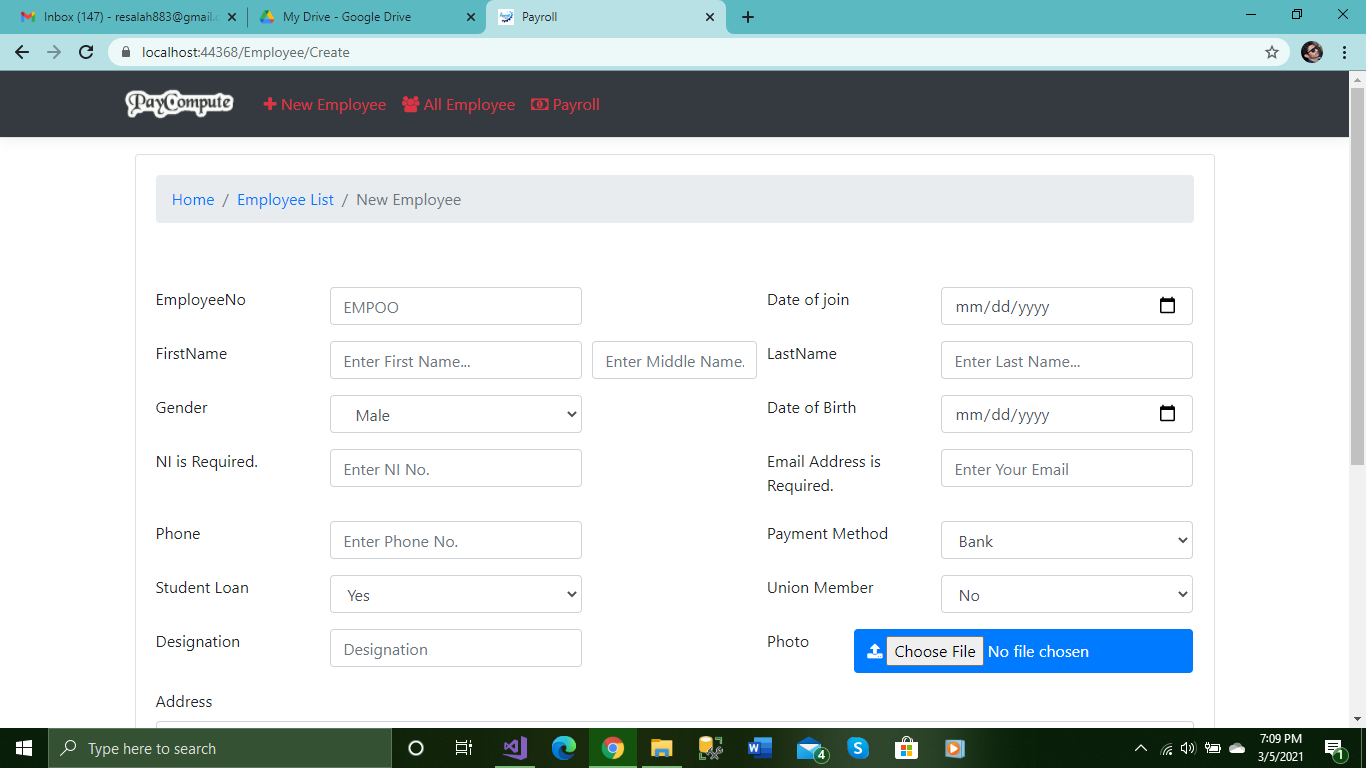 Inbox (147) - resalah883@gmail.c
My Drive - Google Drive
Payroll
localhost:44368/Employee/Create
PayCompute
New Employee
All Employee
Payroll
Home / Employee List / New Employee
EmployeeNo
EMPOO
Date of join
mm/dd/yyyy
FirstName
Enter First Name...
Enter Middle Name.
LastName
Enter Last Name...
Gender
Male
Date of Birth
mm/dd/yyyy
NI is Required.
Enter NI No.
Email Address is
Required.
Enter Your Email
Phone
Enter Phone No.
Payment Method
Bank
Student Loan
Yes
Union Member
No
Designation
Designation
Photo
Choose File No file chosen
Address
Type here to search
4
7:09 PM
3/5/2021
1